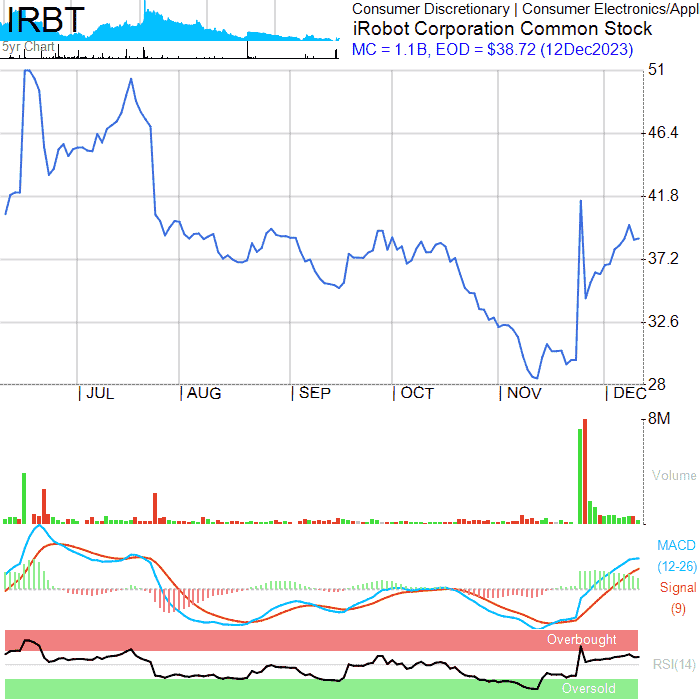 IRBT
5yr Chart
Consumer Discretionary | Consumer Electronics/Appl
iRobot Corporation Common Stock
MC = 1.1B, EOD = $38.72 (12Dec2023)
51
46.4
41.8
37.2
32.6
28
| JUL | AUG | SEP | OCT | NOV | DEC
8M
Volume
MACD
(12-26)
Signal
(9)
Overbought
RSI(14)
Oversold